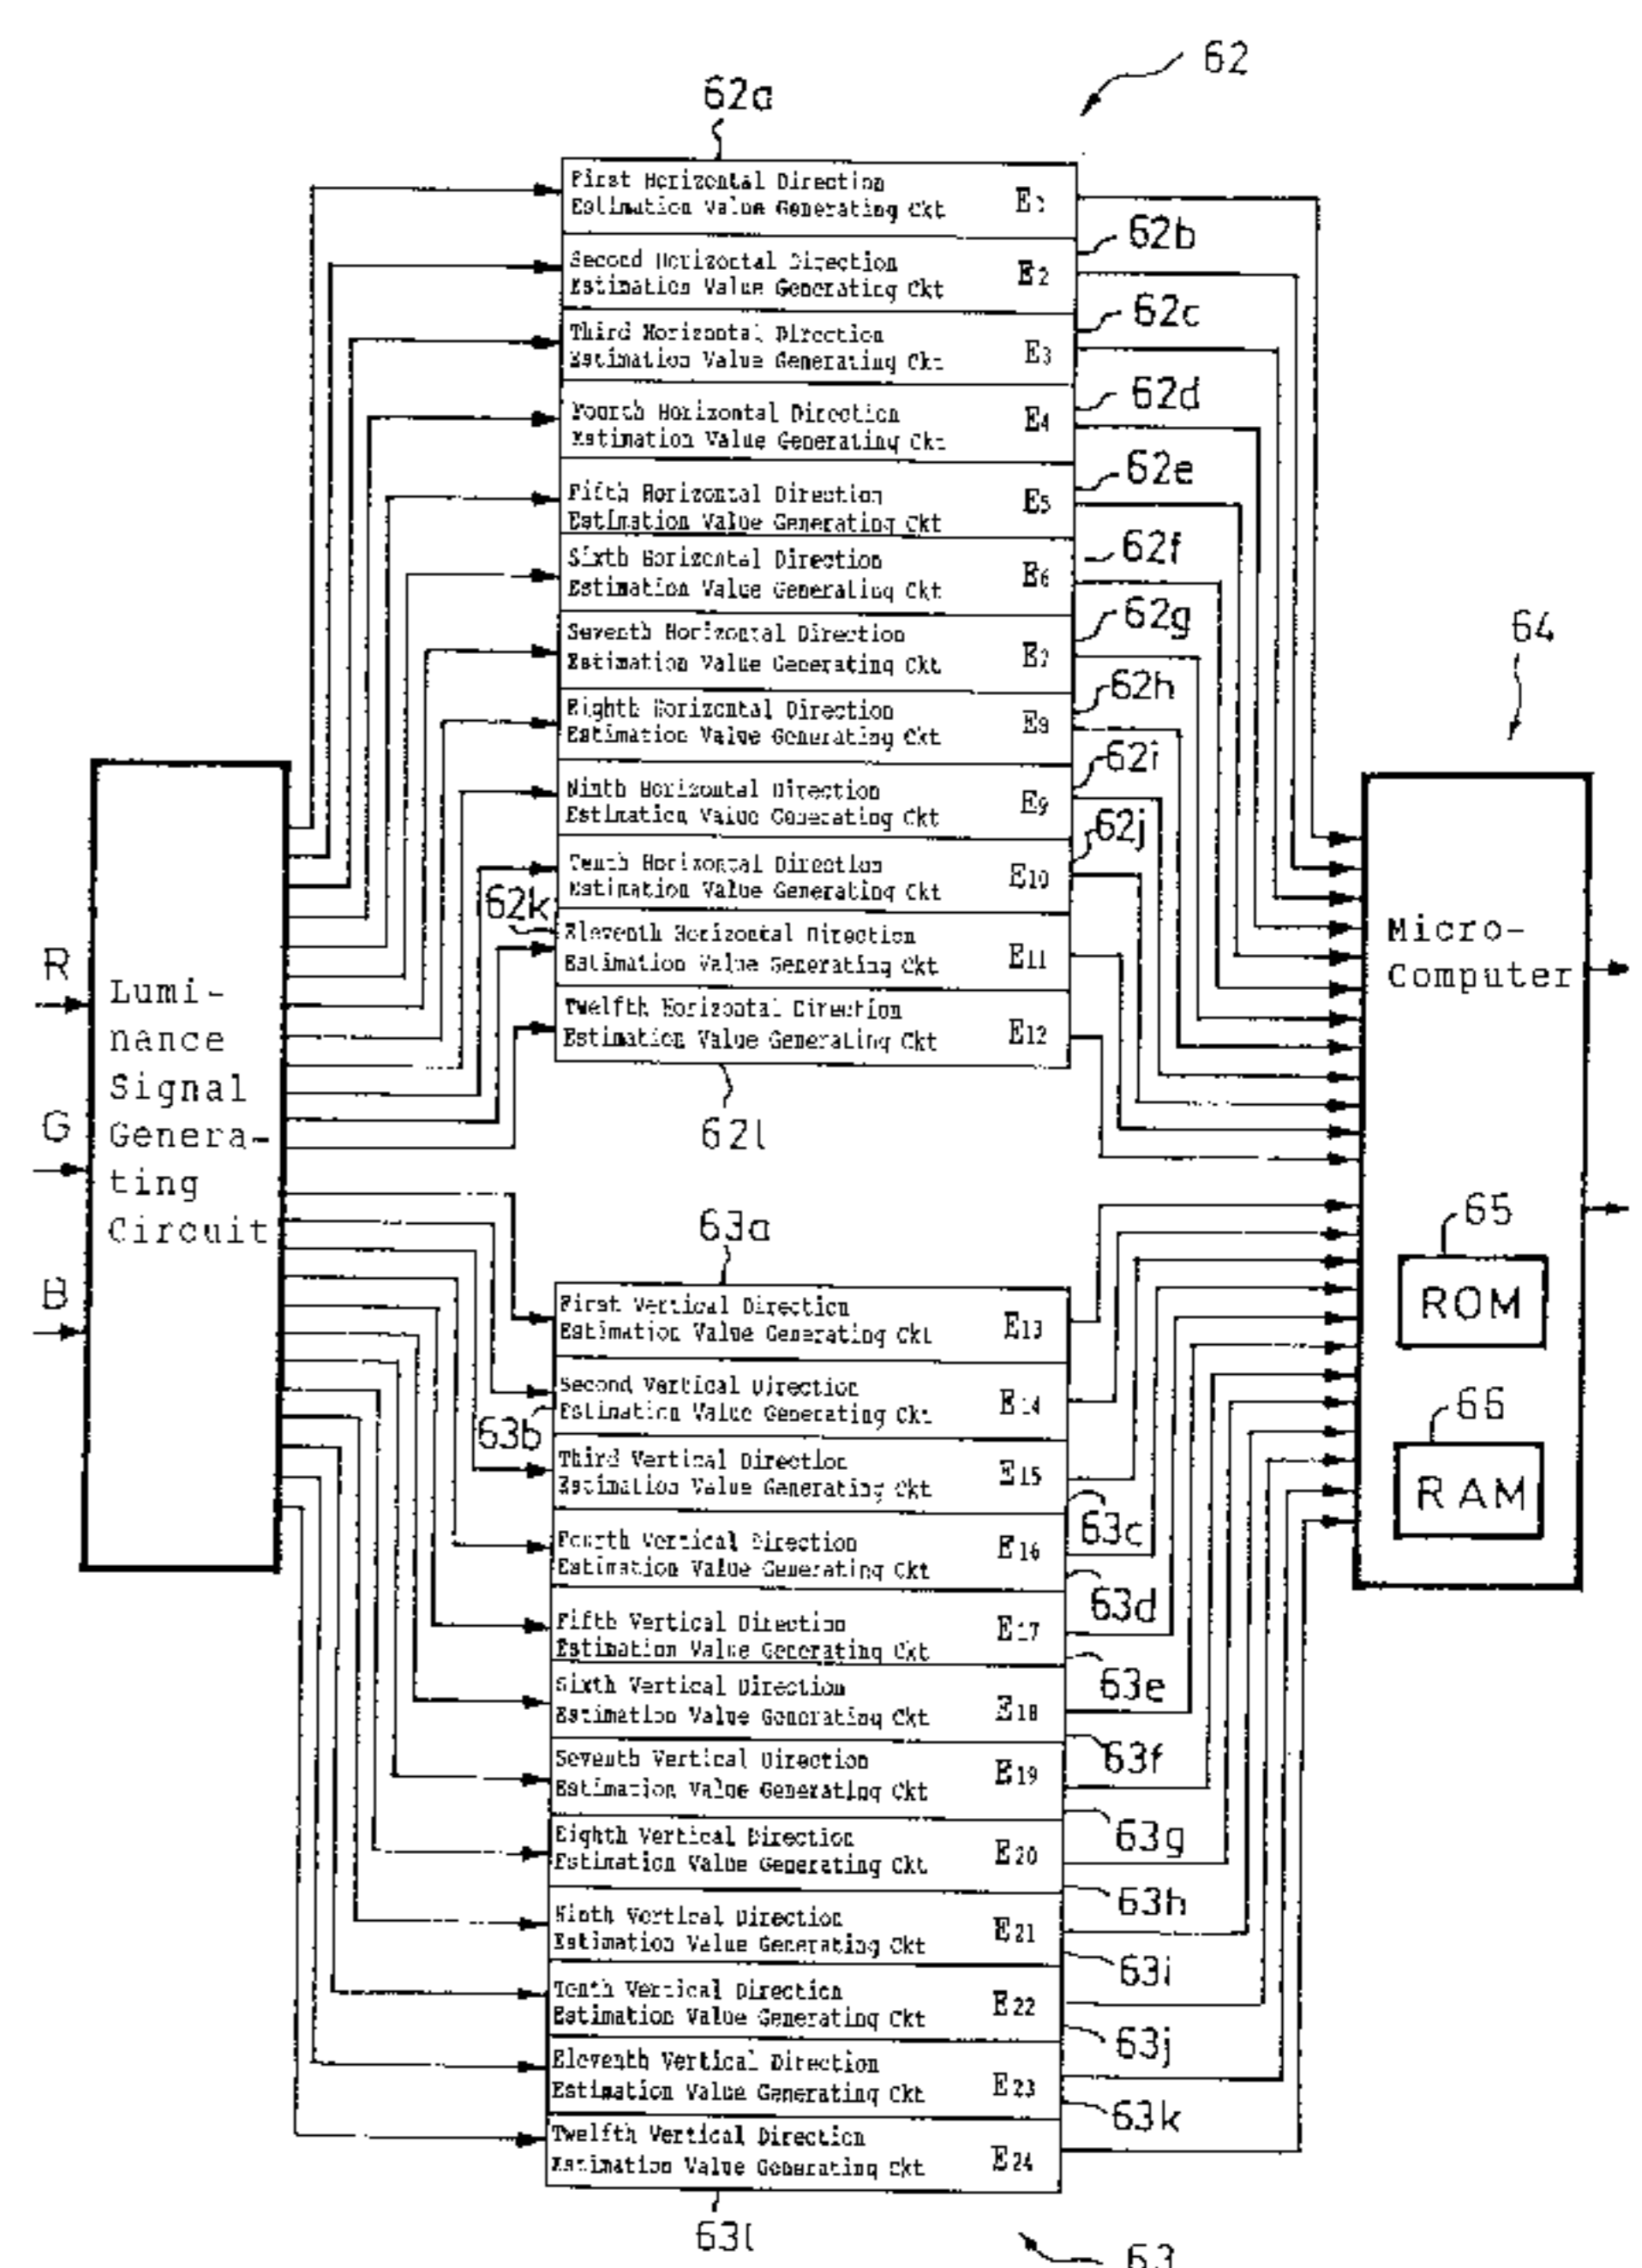 62
62a
First Horizontal Direction
Estimation Value Generating Ckt E1
62b
Second Horizontal Direction
Estimation Value Generating Ckt E2
62c
Third Horizontal Direction
Estimation Value Generating Ckt E3
62d
Fourth Horizontal Direction
Estimation Value Generating Ckt E4
62e
Fifth Horizontal Direction
Estimation Value Generating Ckt E5
62f
Sixth Horizontal Direction
Estimation Value Generating Ckt E6
62g
Seventh Horizontal Direction
Estimation Value Generating Ckt E7
62h
Eighth Horizontal Direction
Estimation Value Generating Ckt E8
62i
Ninth Horizontal Direction
Estimation Value Generating Ckt E9
62j
Tenth Horizontal Direction
Estimation Value Generating Ckt E10
62k
Eleventh Horizontal Direction
Estimation Value Generating Ckt E11
Twelfth Horizontal Direction
Estimation Value Generating Ckt E12
62l
R
G
B
Lumi-
nance
Signal
Genera-
ting
Circuit
64
Micro-
Computer
65
ROM
66
RAM
63a
First Vertical Direction
Estimation Value Generating Ckt E13
Second Vertical Direction
Estimation Value Generating Ckt E14
63b
Third Vertical Direction
Estimation Value Generating Ckt E15
63c
Fourth Vertical Direction
Estimation Value Generating Ckt E16
63d
Fifth Vertical Direction
Estimation Value Generating Ckt E17
63e
Sixth Vertical Direction
Estimation Value Generating Ckt E18
63f
Seventh Vertical Direction
Estimation Value Generating Ckt E19
63g
Eighth Vertical Direction
Estimation Value Generating Ckt E20
63h
Ninth Vertical Direction
Estimation Value Generating Ckt E21
63i
Tenth Vertical Direction
Estimation Value Generating Ckt E22
63j
Eleventh Vertical Direction
Estimation Value Generating Ckt E23
63k
Twelfth Vertical Direction
Estimation Value Generating Ckt E24
63l
63